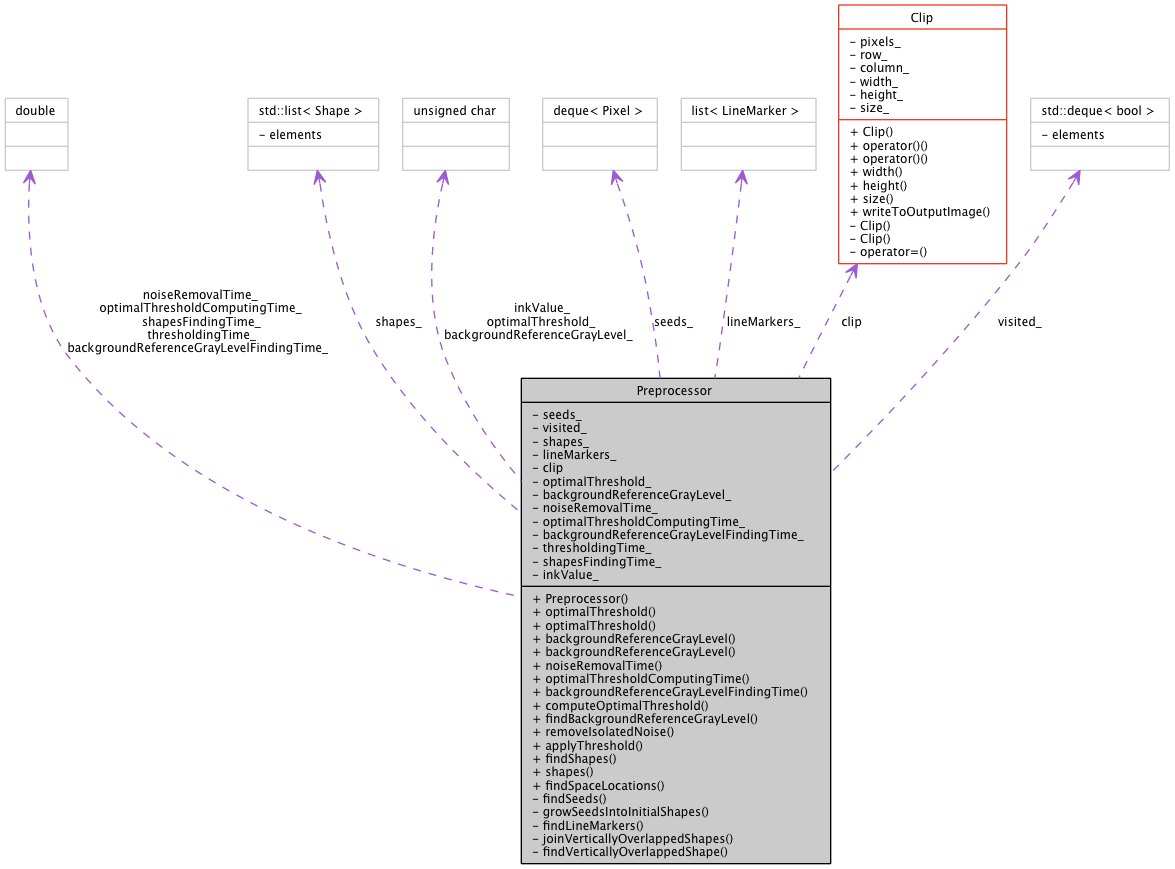 Clip
- pixels_
- row_
- column_
- width_
- height_
- size_
+ Clip()
+ operator()()
+ operator()()
+ width()
+ height()
+ size()
+ writeToOutputImage()
- Clip()
- Clip()
- operator=()
double
std::list< Shape >
- elements
unsigned char
deque< Pixel >
list< LineMarker >
std::deque< bool >
- elements
noiseRemovalTime_
optimalThresholdComputingTime_
shapesFindingTime_
thresholdingTime_
backgroundReferenceGrayLevelFindingTime_
shapes_
inkValue_
optimalThreshold_
backgroundReferenceGrayLevel_
seeds_
lineMarkers_
clip
visited_
Preprocessor
- seeds_
- visited_
- shapes_
- lineMarkers_
- clip
- optimalThreshold_
- backgroundReferenceGrayLevel_
- noiseRemovalTime_
- optimalThresholdComputingTime_
- backgroundReferenceGrayLevelFindingTime_
- thresholdingTime_
- shapesFindingTime_
- inkValue_
+ Preprocessor()
+ optimalThreshold()
+ optimalThreshold()
+ backgroundReferenceGrayLevel()
+ backgroundReferenceGrayLevel()
+ noiseRemovalTime()
+ optimalThresholdComputingTime()
+ backgroundReferenceGrayLevelFindingTime()
+ computeOptimalThreshold()
+ findBackgroundReferenceGrayLevel()
+ removeIsolatedNoise()
+ applyThreshold()
+ findShapes()
+ shapes()
+ findSpaceLocations()
- findSeeds()
- growSeedsIntoInitialShapes()
- findLineMarkers()
- joinVerticallyOverlappedShapes()
- findVerticallyOverlappedShape()